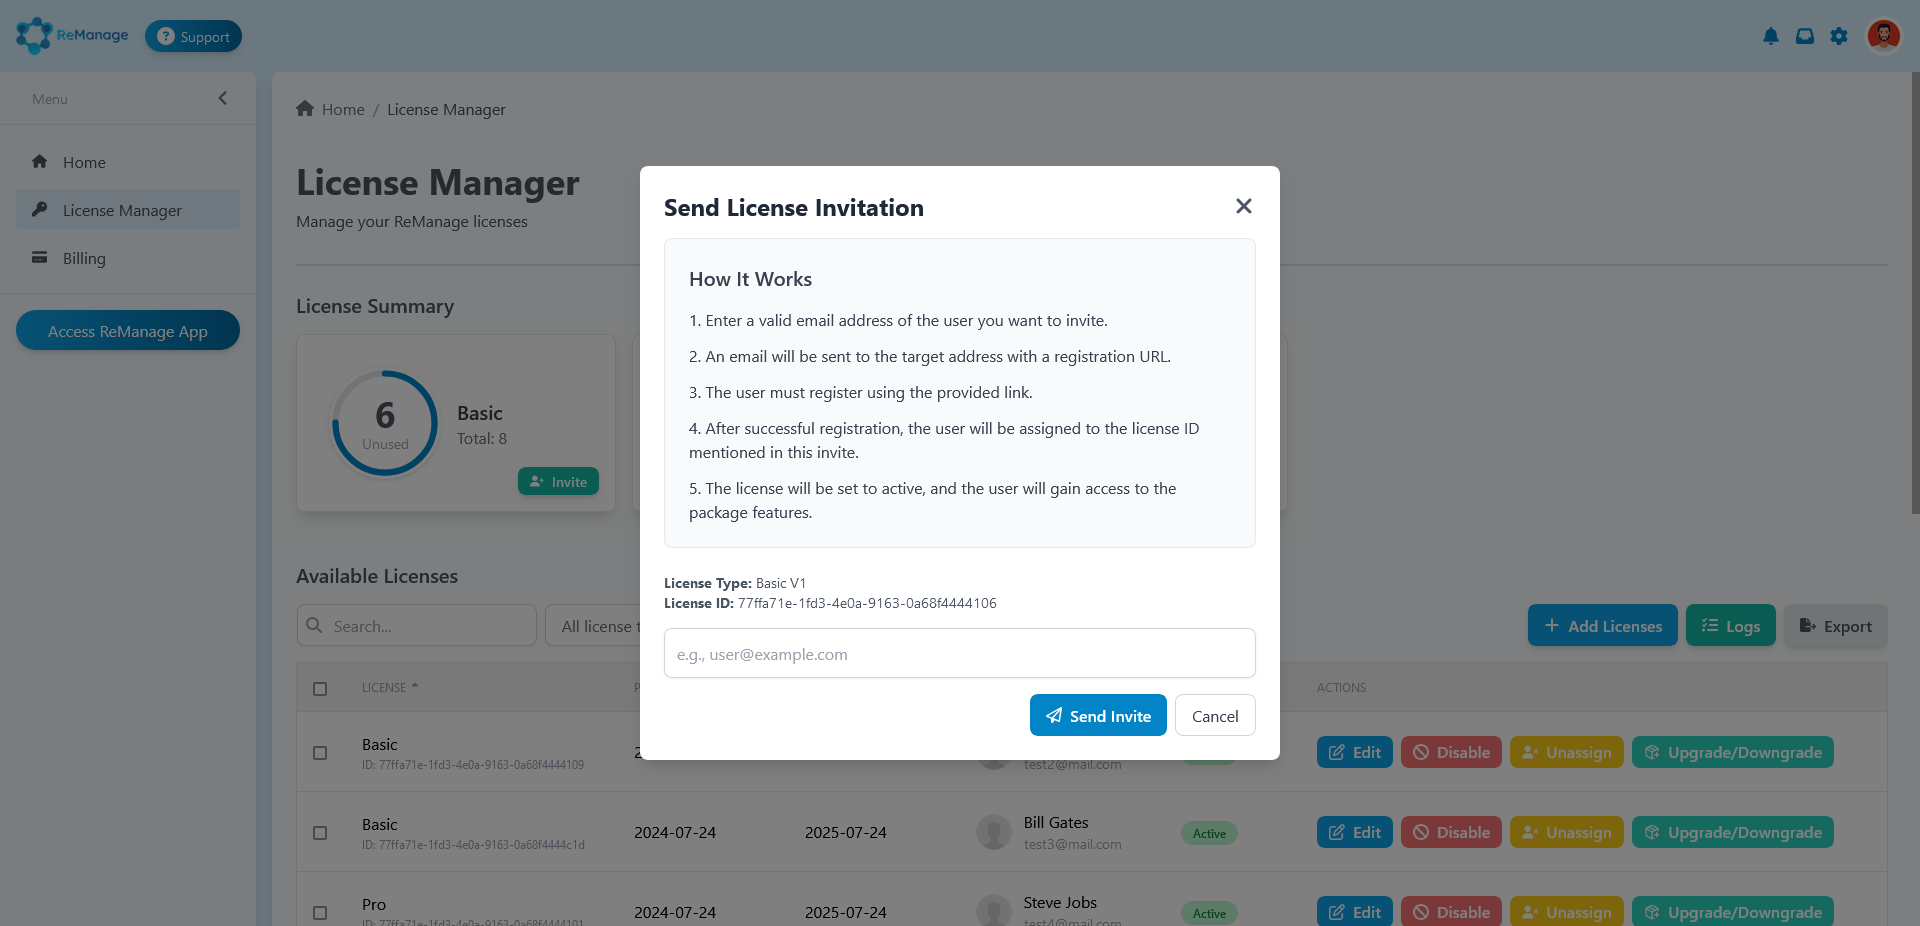 ReManage
Support
Menu
Home
License Manager
Billing
Access ReManage App
Home / License Manager
License Manager
Manage your ReManage licenses
License Summary
6
Unused
Basic
Total: 8
Invite
Send License Invitation
How It Works
1. Enter a valid email address of the user you want to invite.
2. An email will be sent to the target address with a registration URL.
3. The user must register using the provided link.
4. After successful registration, the user will be assigned to the license ID
mentioned in this invite.
5. The license will be set to active, and the user will gain access to the
package features.
License Type: Basic V1
License ID: 77ffa71e-1fd3-4e0a-9163-0a68f4444106
e.g., user@example.com
Send Invite
Cancel
Available Licenses
Search...
All license
Add Licenses
Logs
Export
LICENSE
ACTIONS
Basic
ID: 77ffa71e-1fd3-4e0a-9163-0a68f4444109
test2@mail.com
Edit
Disable
Unassign
Upgrade/Downgrade
Basic
ID: 77ffa71e-1fd3-4e0a-9163-0a68f4444c1d
2024-07-24
2025-07-24
Bill Gates
test3@mail.com
Active
Edit
Disable
Unassign
Upgrade/Downgrade
Pro
ID: 77ffa71e-1fd3-4e0a-9163-0a68f4444101
2024-07-24
2025-07-24
Steve Jobs
test4@mail.com
Active
Edit
Disable
Unassign
Upgrade/Downgrade